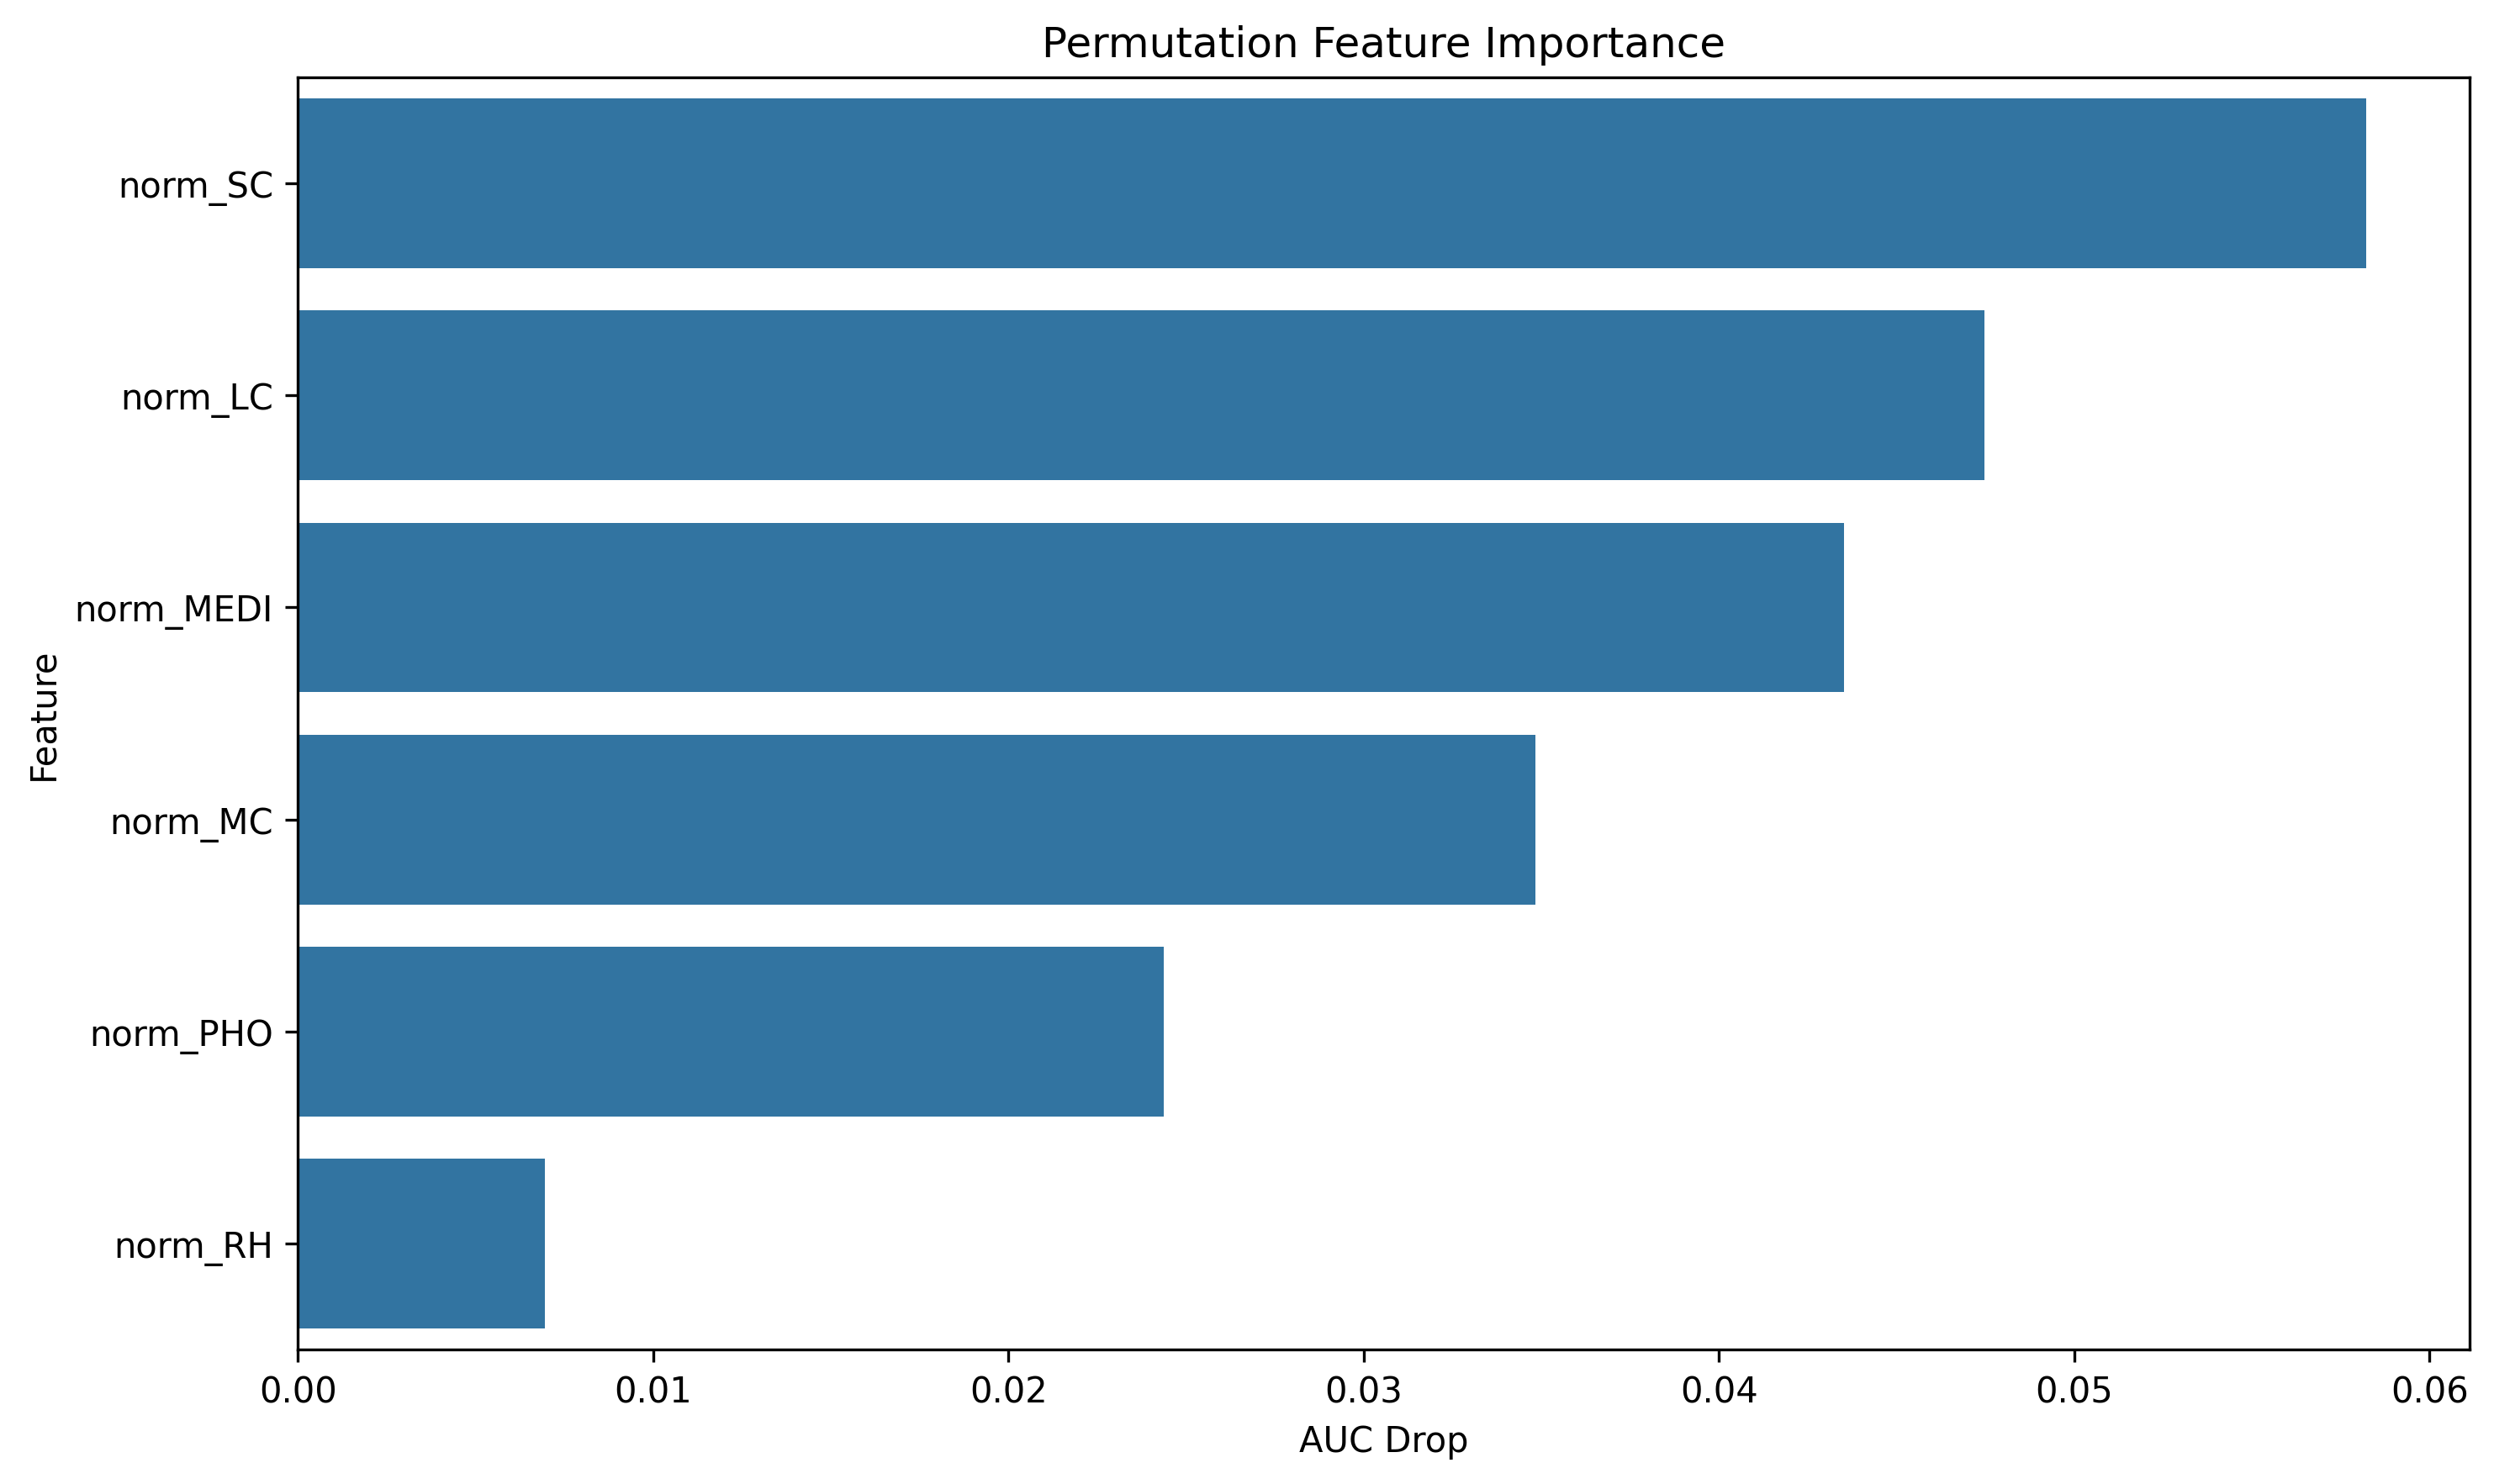 Permutation Feature Importance
norm_SC
norm_LC
norm_MEDI
norm_MC
norm_PHO
norm_RH
Feature
0.00 0.01 0.02 0.03 0.04 0.05 0.06
AUC Drop